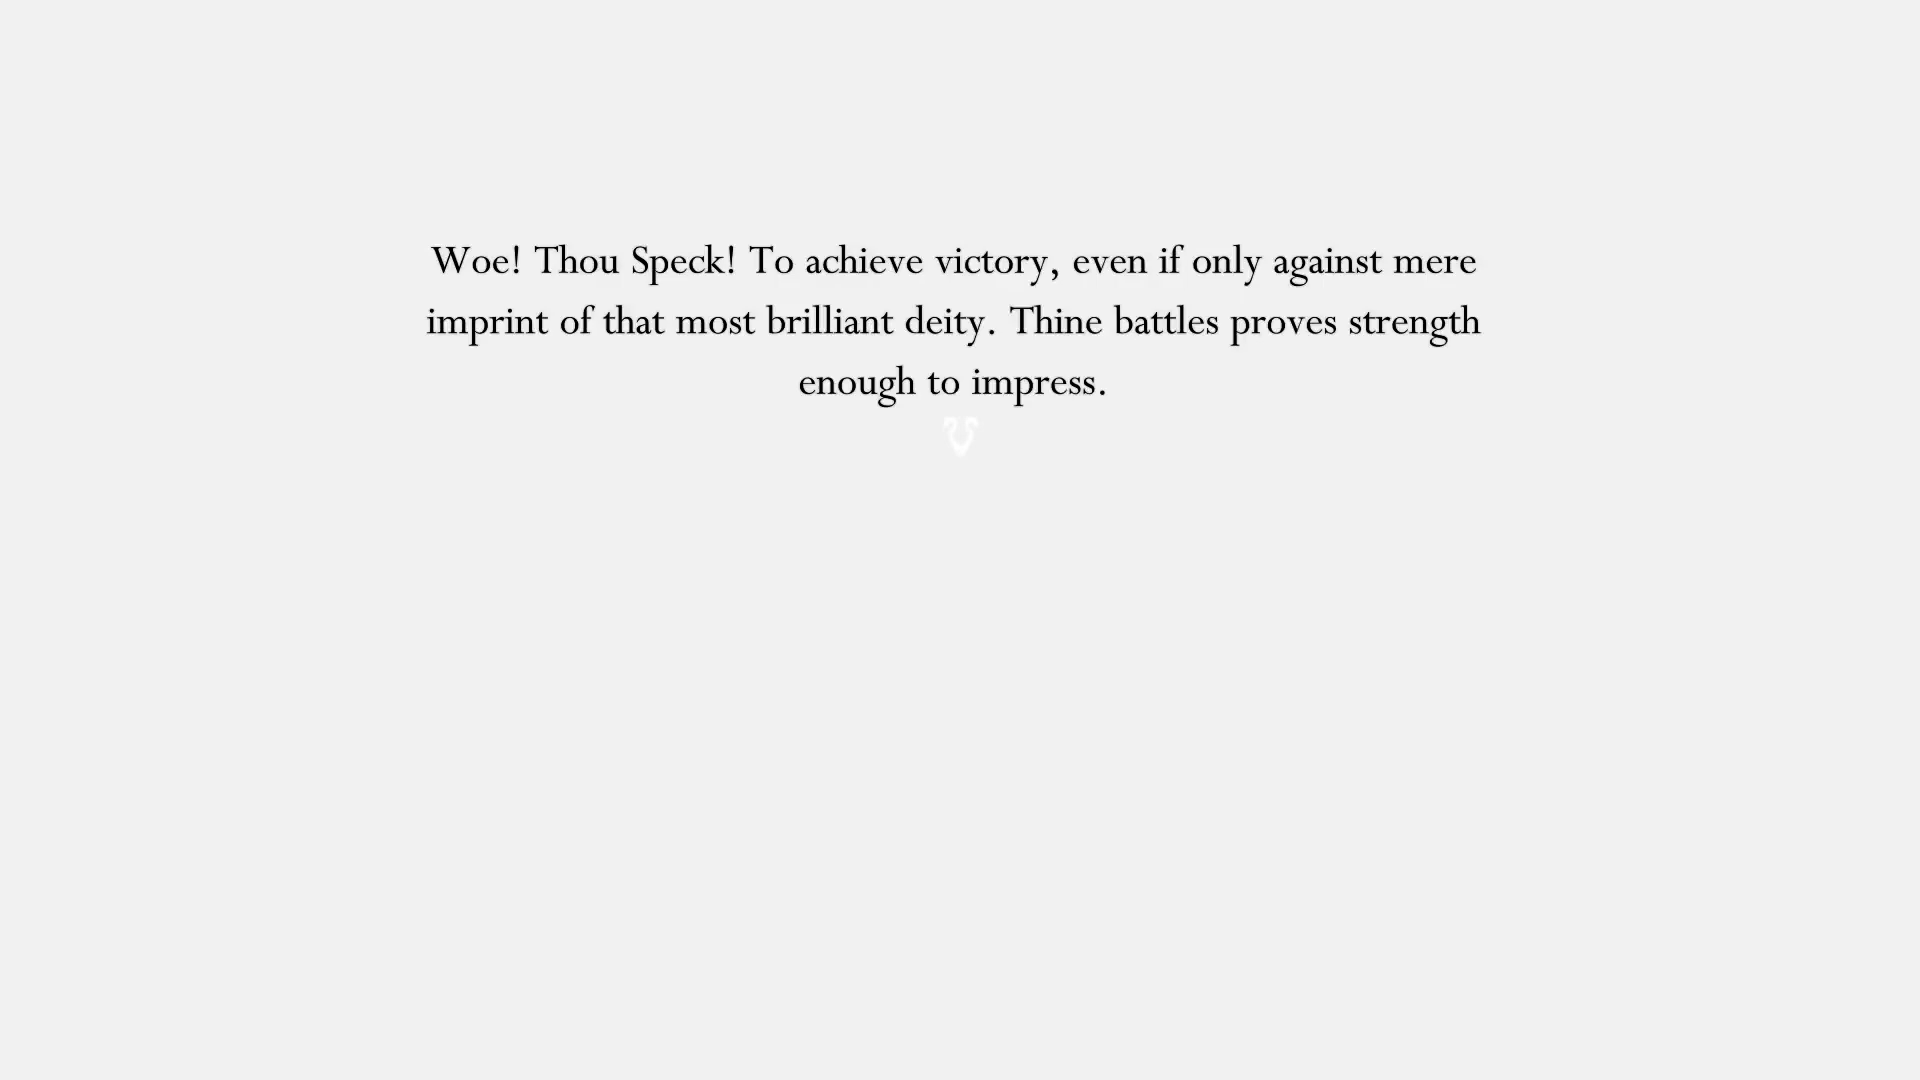 Woe! Thou Speck! To achieve victory, even if only against mere
imprint of that most brilliant deity. Thine battles proves strength
enough to impress.